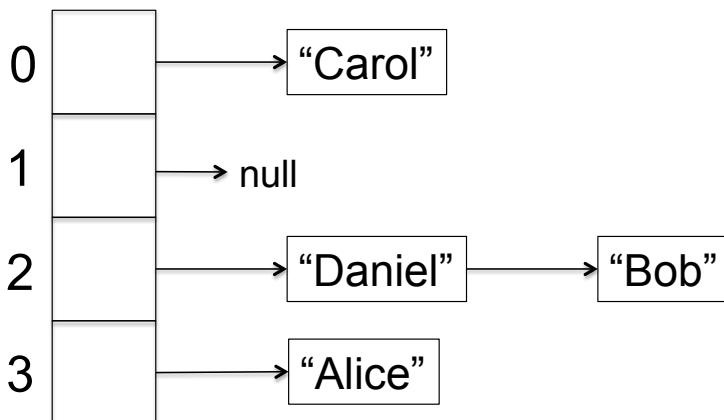 0 “Carol”
1 null
2 “Daniel” “Bob”
3 “Alice”